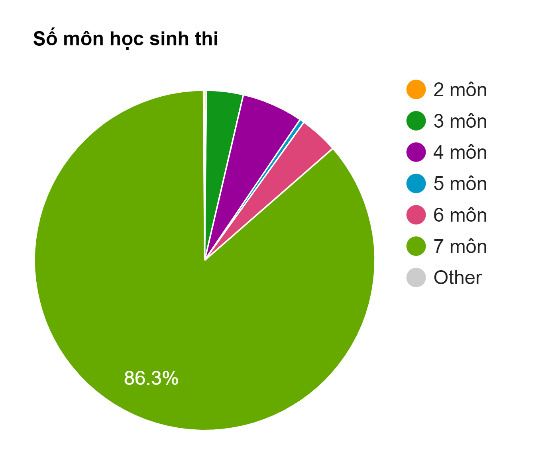 Số môn học sinh thi
2 môn
3 môn
4 môn
5 môn
6 môn
7 môn
Other
86.3%